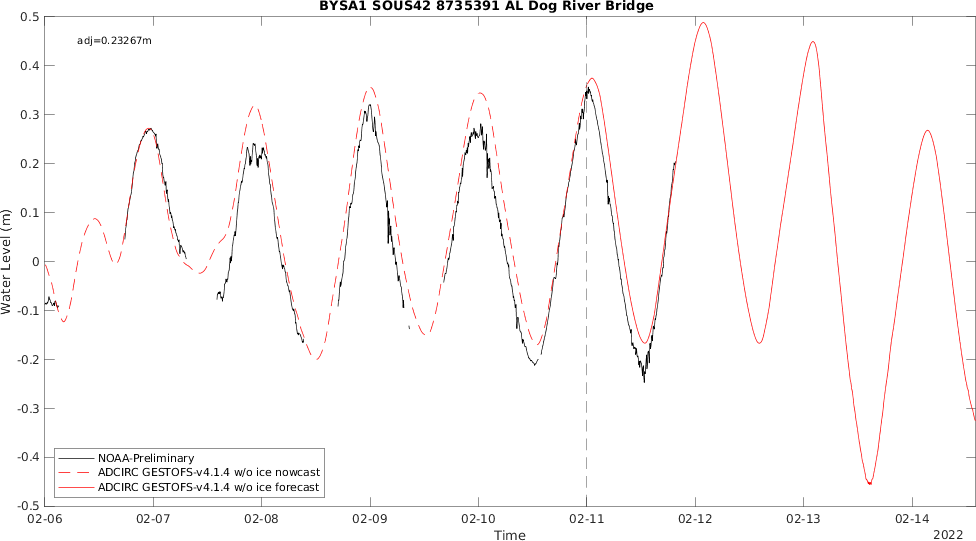 BYSA1 SOUS42 8735391 AL Dog River Bridge
adj=0.23267m
0.5
0.4
0.3
0.2
0.1
0
-0.1
-0.2
-0.3
-0.4
-0.5
Water Level (m)
NOAA-Preliminary
ADCIRC GESTOFS-v4.1.4 w/o ice nowcast
ADCIRC GESTOFS-v4.1.4 w/o ice forecast
02-06 02-07 02-08 02-09 02-10 02-11 02-12 02-13 02-14
Time
2022